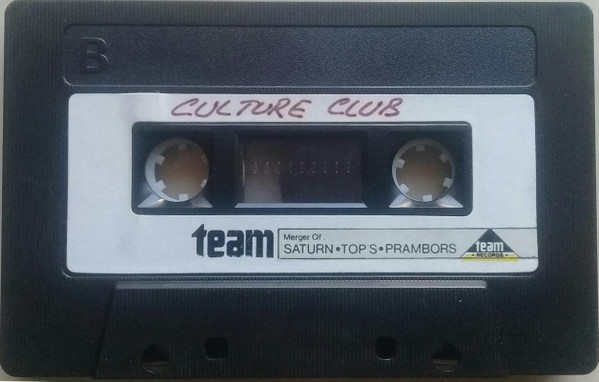 B
CULTURE CLUB
team
Merger Of.
SATURN•TOP'S•PRAMBORS
team
• RECORDS •